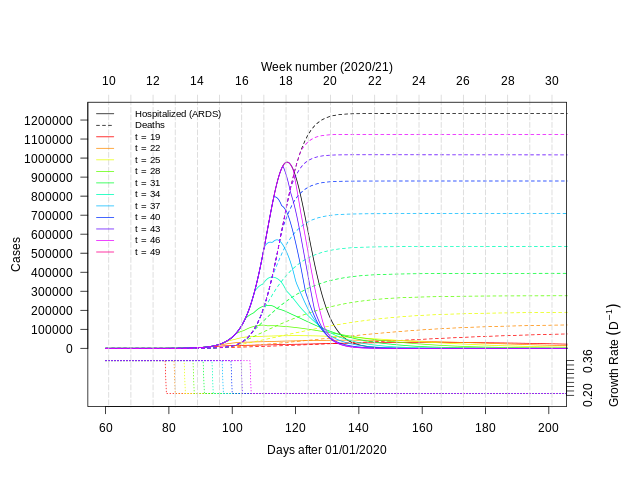 Week number (2020/21)
10 12 14 16 18 20 22 24 26 28 30
Hospitalized (ARDS)
Deaths
t = 19
t = 22
t = 25
t = 28
t = 31
t = 34
t = 37
t = 40
t = 43
t = 46
t = 49
1200000
1100000
1000000
900000
800000
700000
600000
500000
400000
300000
200000
100000
0
Cases
0.36
0.20
Growth Rate (D⁻¹)
60 80 100 120 140 160 180 200
Days after 01/01/2020